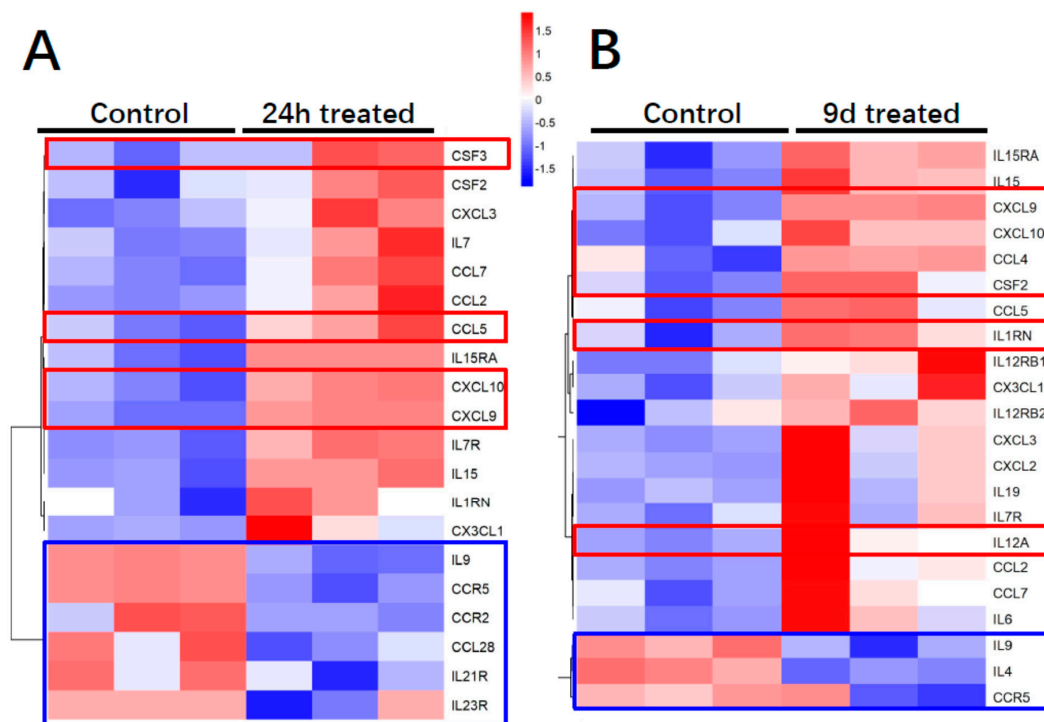 A
Control
24h treated
CSF3
CSF2
CXCL3
IL7
CCL7
CCL2
CCL5
IL15RA
CXCL10
CXCL9
IL7R
IL15
IL1RN
CX3CL1
IL9
CCR5
CCR2
CCL28
IL21R
IL23R
1.5
1
0.5
0
-0.5
-1
-1.5
B
Control
9d treated
IL15RA
IL15
CXCL9
CXCL10
CCL4
CSF2
CCL5
IL1RN
IL12RB1
CX3CL1
IL12RB2
CXCL3
CXCL2
IL19
IL7R
IL12A
CCL2
CCL7
IL6
IL9
IL4
CCR5